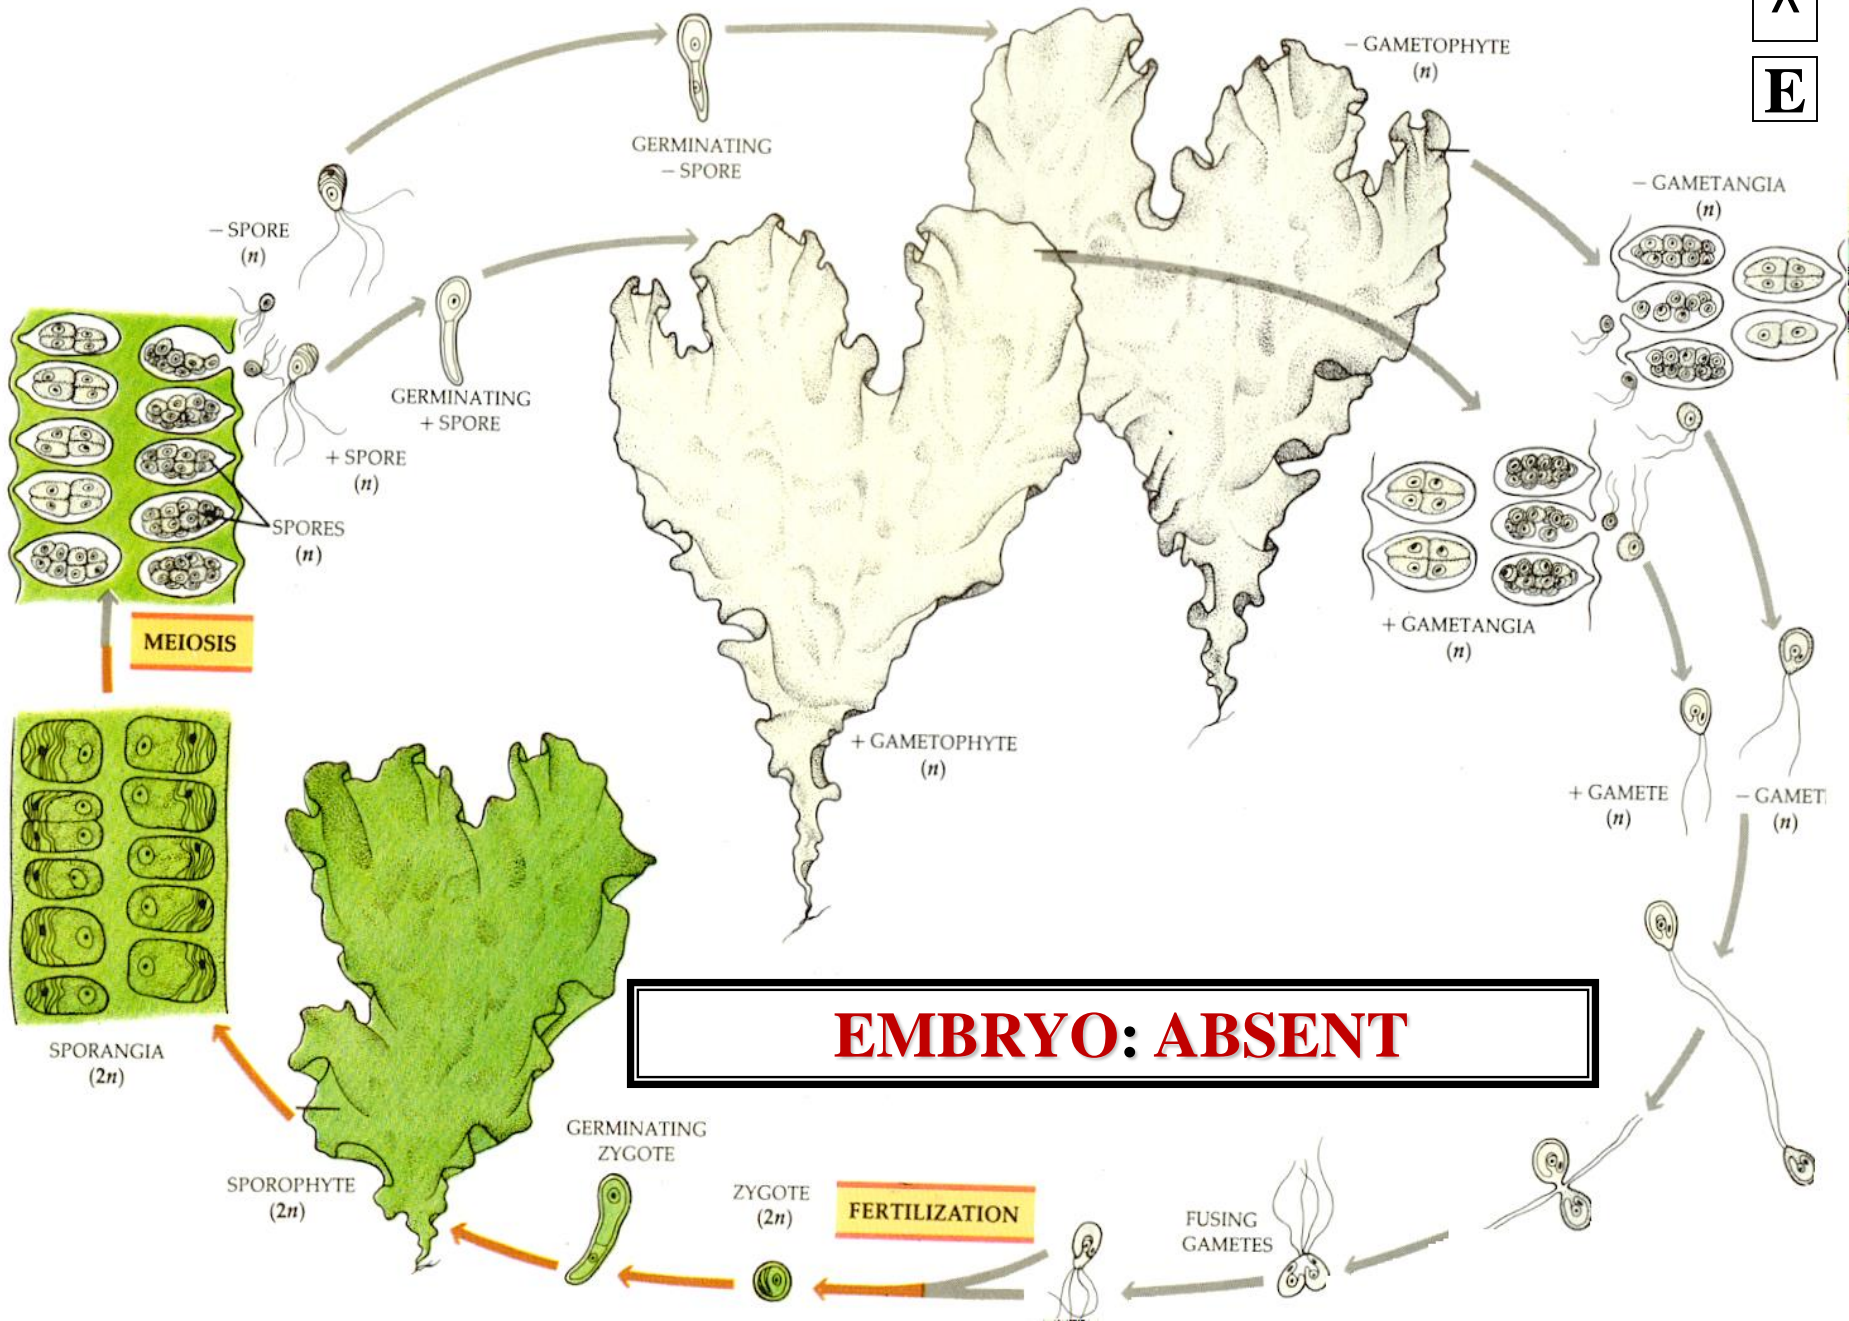 − GAMETOPHYTE
(n)
E
GERMINATING
− SPORE
− GAMETANGIA
(n)
− SPORE
(n)
GERMINATING
+ SPORE
+ SPORE
(n)
SPORES
(n)
MEIOSIS
+ GAMETANGIA
(n)
+ GAMETOPHYTE
(n)
+ GAMETE
(n)
− GAMET
(n)
EMBRYO: ABSENT
SPORANGIA
(2n)
GERMINATING
ZYGOTE
SPOROPHYTE
(2n)
ZYGOTE
(2n)
FERTILIZATION
FUSING
GAMETES